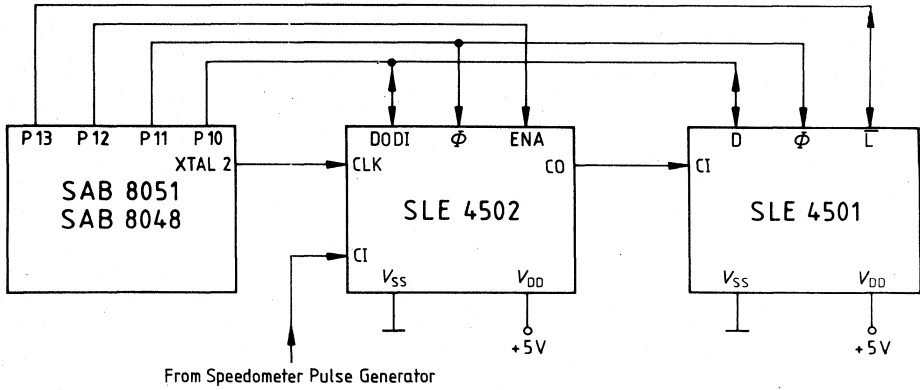 P13 P12 P11 P10
XTAL 2
SAB 8051
SAB 8048
DODI Φ ENA
CLK
CO
SLE 4502
CI
VSS VDD
+5V
D Φ L̅
CI
SLE 4501
VSS VDD
+5V
From Speedometer Pulse Generator